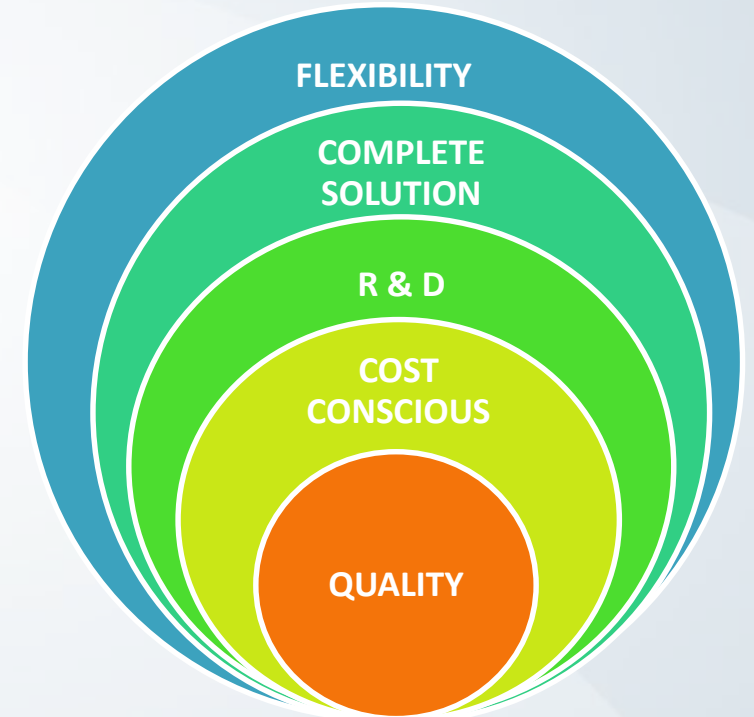 FLEXIBILITY
COMPLETE
SOLUTION
R & D
COST
CONSCIOUS
QUALITY